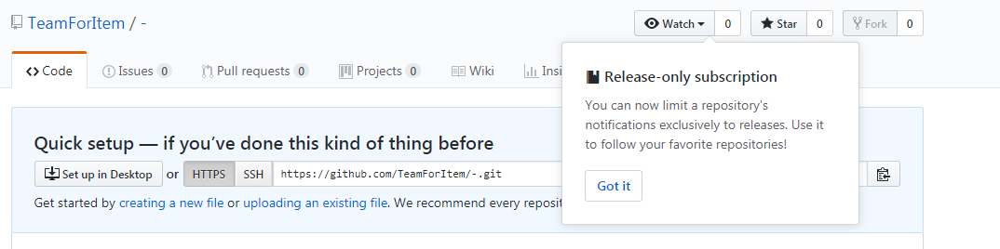 TeamForItem / -
Watch 0 Star 0 Fork 0
Code Issues 0 Pull requests 0 Projects 0 Wiki Insi
Release-only subscription
You can now limit a repository's
notifications exclusively to releases. Use it
to follow your favorite repositories!
Got it
Quick setup — if you've done this kind of thing before
Set up in Desktop or HTTPS SSH https://github.com/TeamForItem/-.git
Get started by creating a new file or uploading an existing file. We recommend every reposit